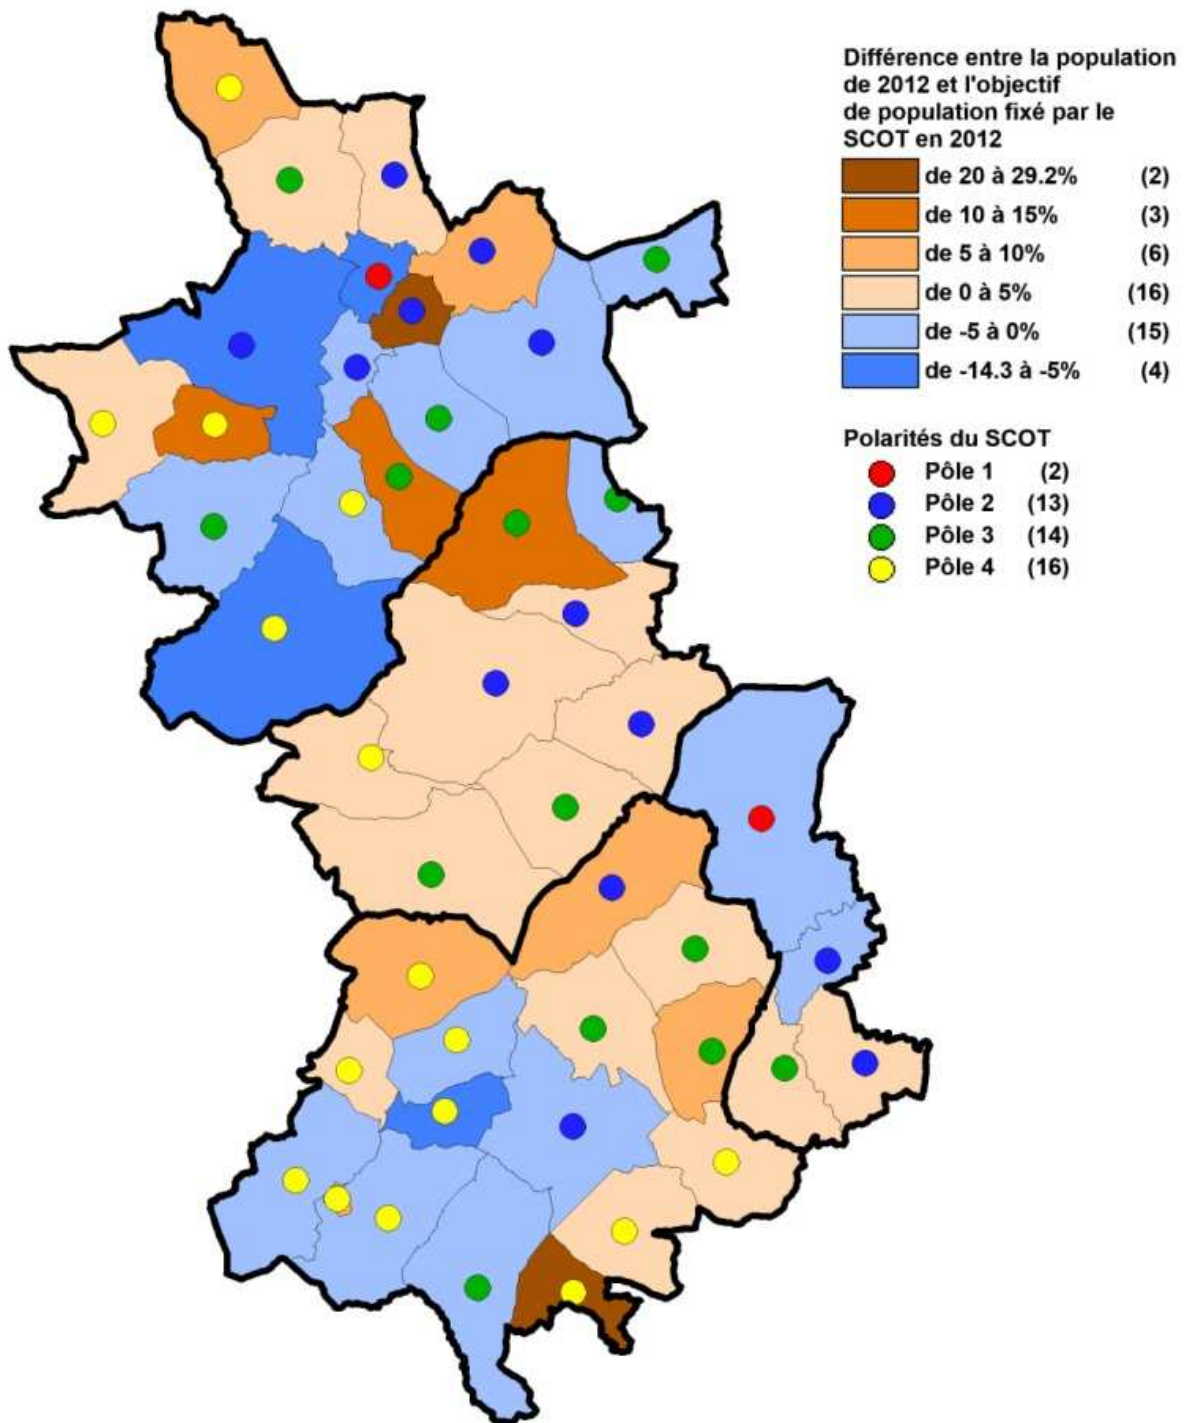 Différence entre la population
de 2012 et l'objectif
de population fixé par le
SCOT en 2012
de 20 à 29.2% (2)
de 10 à 15% (3)
de 5 à 10% (6)
de 0 à 5% (16)
de -5 à 0% (15)
de -14.3 à -5% (4)
Polarités du SCOT
Pôle 1 (2)
Pôle 2 (13)
Pôle 3 (14)
Pôle 4 (16)